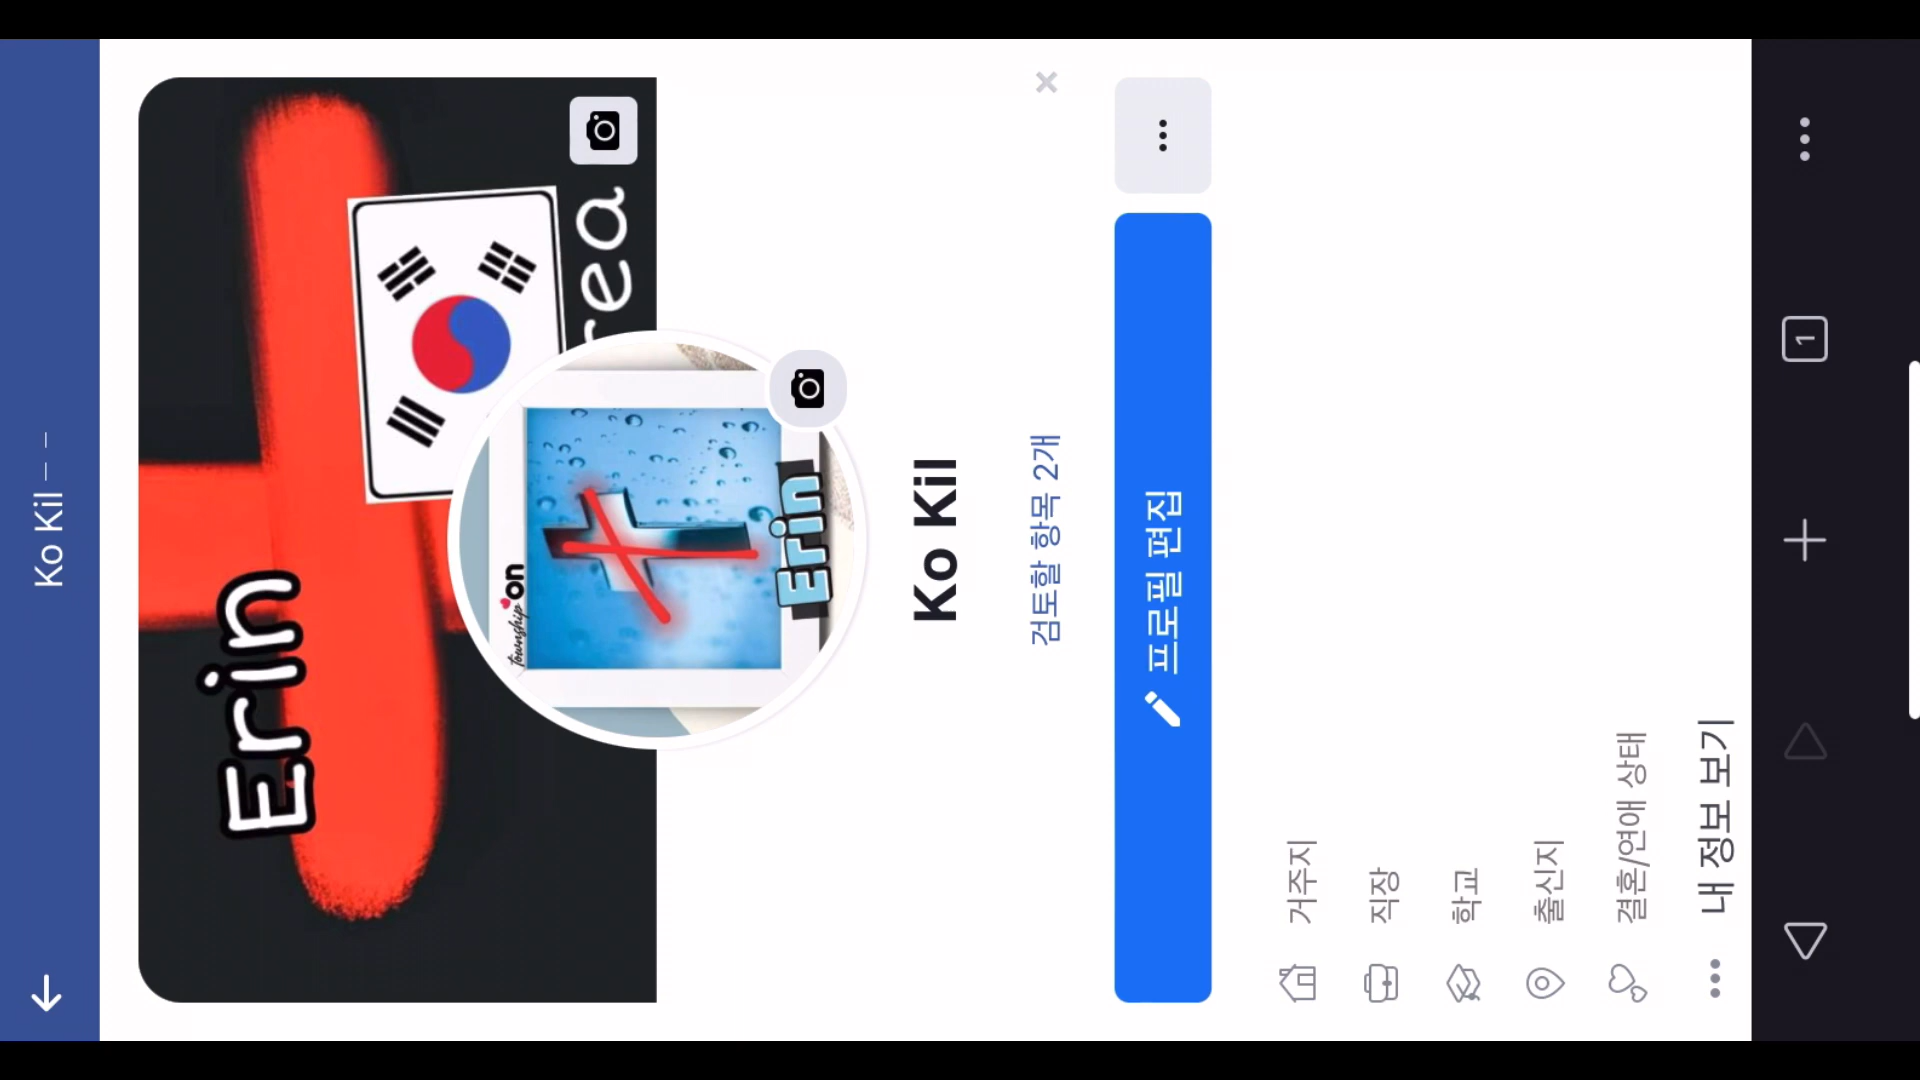 Ko Kil
Erin
rea
township on
Erin
Ko Kil
검토할 항목 2개
프로필 편집
거주지
직장
학교
출신지
결혼/연애 상태
내 정보 보기
1